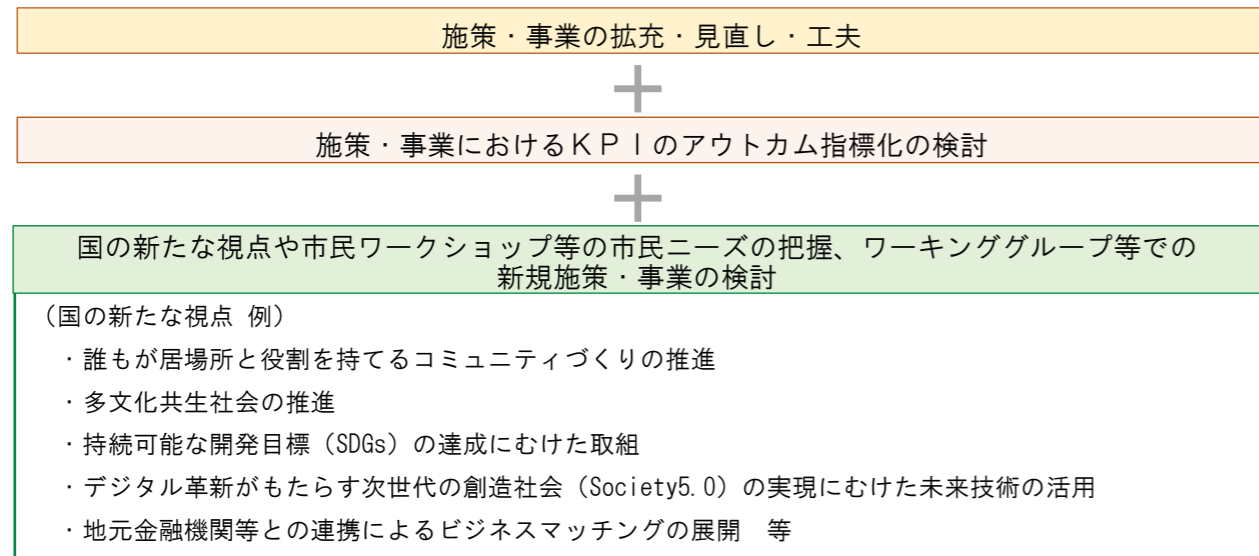 施策・事業の拡充・見直し・工夫
＋
施策・事業におけるＫＰＩのアウトカム指標化の検討
＋
国の新たな視点や市民ワークショップ等の市民ニーズの把握、ワーキンググループ等での
新規施策・事業の検討
（国の新たな視点 例）
・誰もが居場所と役割を持てるコミュニティづくりの推進
・多文化共生社会の推進
・持続可能な開発目標（SDGs）の達成にむけた取組
・デジタル革新がもたらす次世代の創造社会（Society5.0）の実現にむけた未来技術の活用
・地元金融機関等との連携によるビジネスマッチングの展開　等